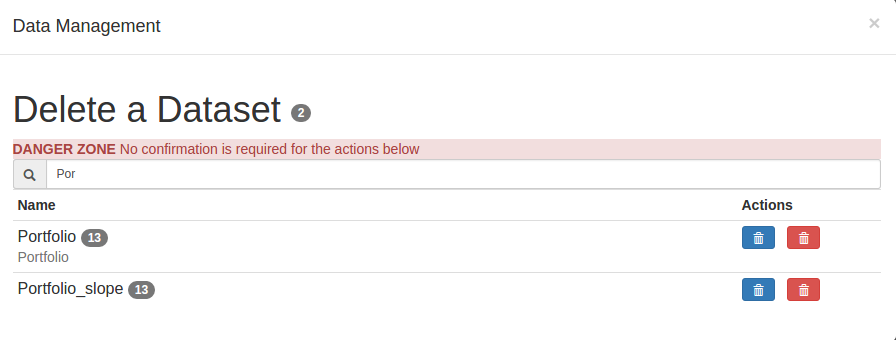 Data Management ×
Delete a Dataset 2
DANGER ZONE No confirmation is required for the actions below
Por
Name Actions
Portfolio 13
Portfolio
Portfolio_slope 13